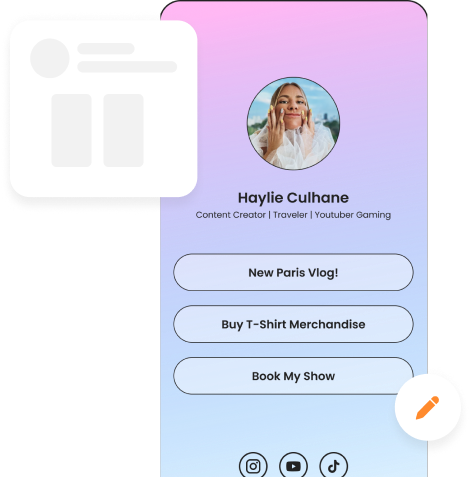 Haylie Culhane
Content Creator | Traveler | Youtuber Gaming
New Paris Vlog!
Buy T-Shirt Merchandise
Book My Show